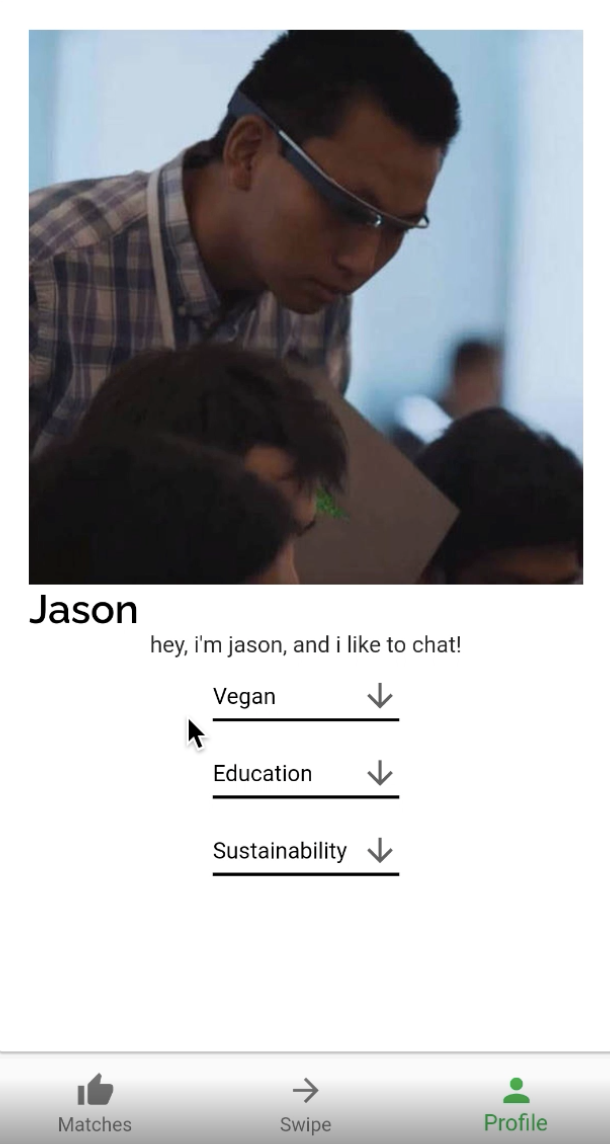 Jason
hey, i'm jason, and i like to chat!
Vegan
Education
Sustainability
Matches
Swipe
Profile